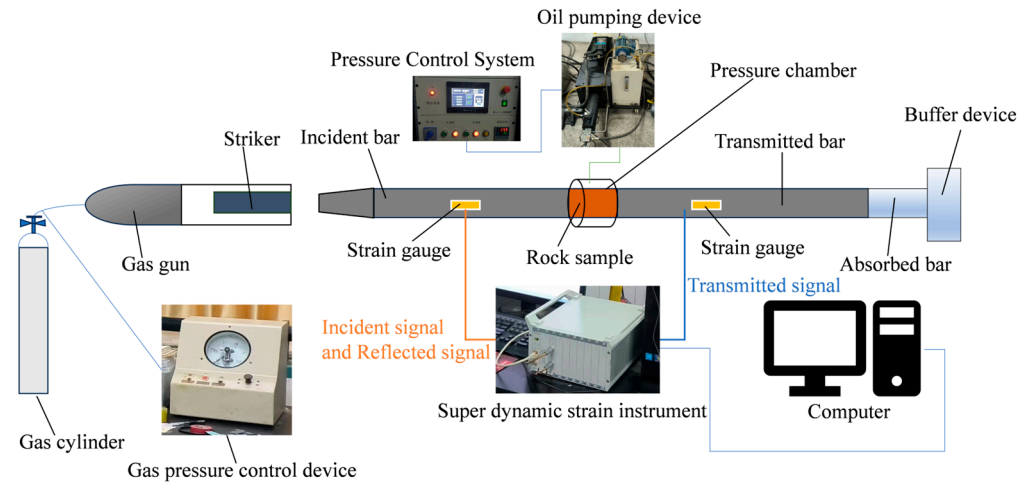 Oil pumping device
Pressure Control System
Pressure chamber
Buffer device
Striker
Incident bar
Transmitted bar
Strain gauge
Rock sample
Strain gauge
Gas gun
Absorbed bar
Transmitted signal
Incident signal
and Reflected signal
Super dynamic strain instrument
Computer
Gas cylinder
Gas pressure control device